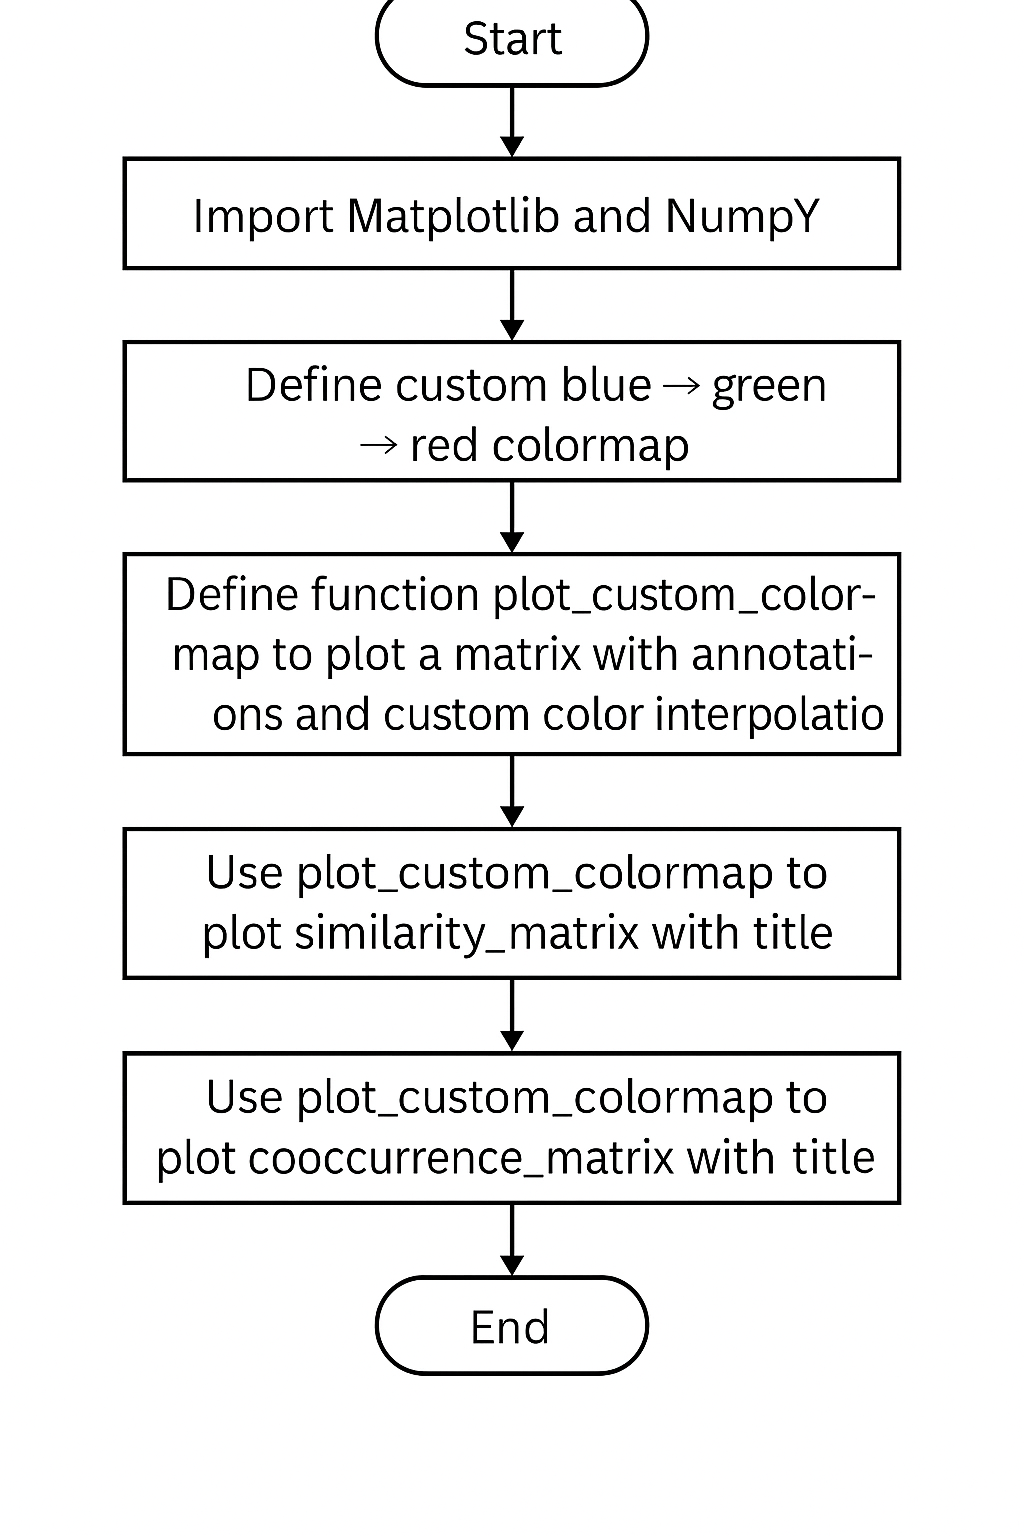 Start
Import Matplotlib and NumpY
Define custom blue → green
→ red colormap
Define function plot_custom_color-
map to plot a matrix with annotati-
ons and custom color interpolatio
Use plot_custom_colormap to
plot similarity_matrix with title
Use plot_custom_colormap to
plot cooccurrence_matrix with title
End